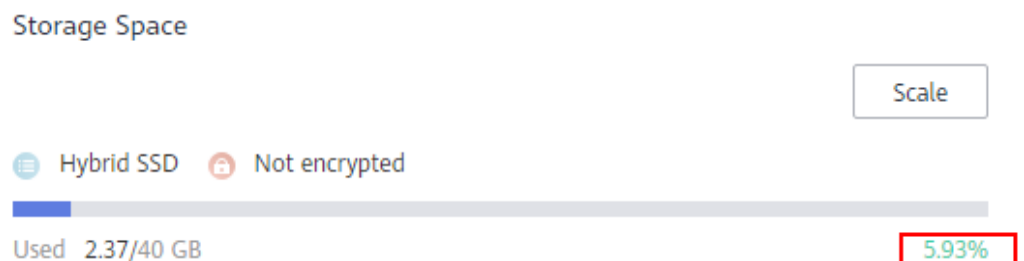 Storage Space
Scale
Hybrid SSD Not encrypted
Used 2.37/40 GB 5.93%